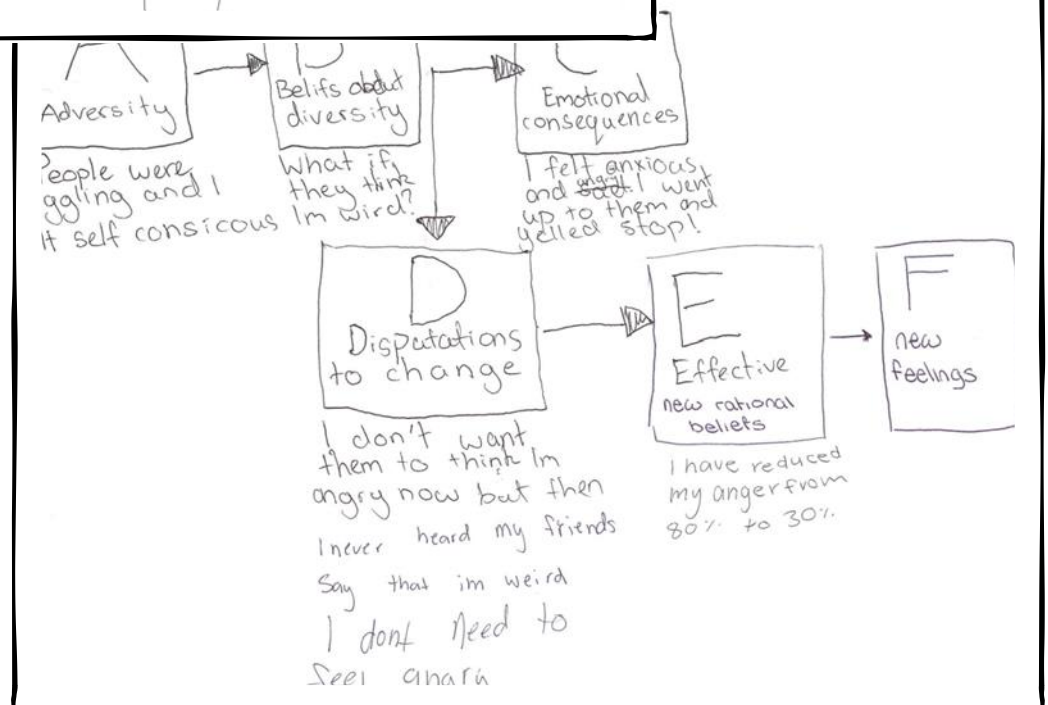 Adversity
People were
ggling and I
lt self consicous
Belifs about
diversity
What if
they think
Im wird?
Emotional
consequences
I felt anxious
and angry. I went
up to them and
yelled stop!
D
Dispatations
to change
I don't want
them to think Im
angry now but then
I never heard my friends
Say that im weird
I dont Need to
feel
E
Effective
new rational
beliefs
I have reduced
my anger from
80% to 30%
F
new
feelings